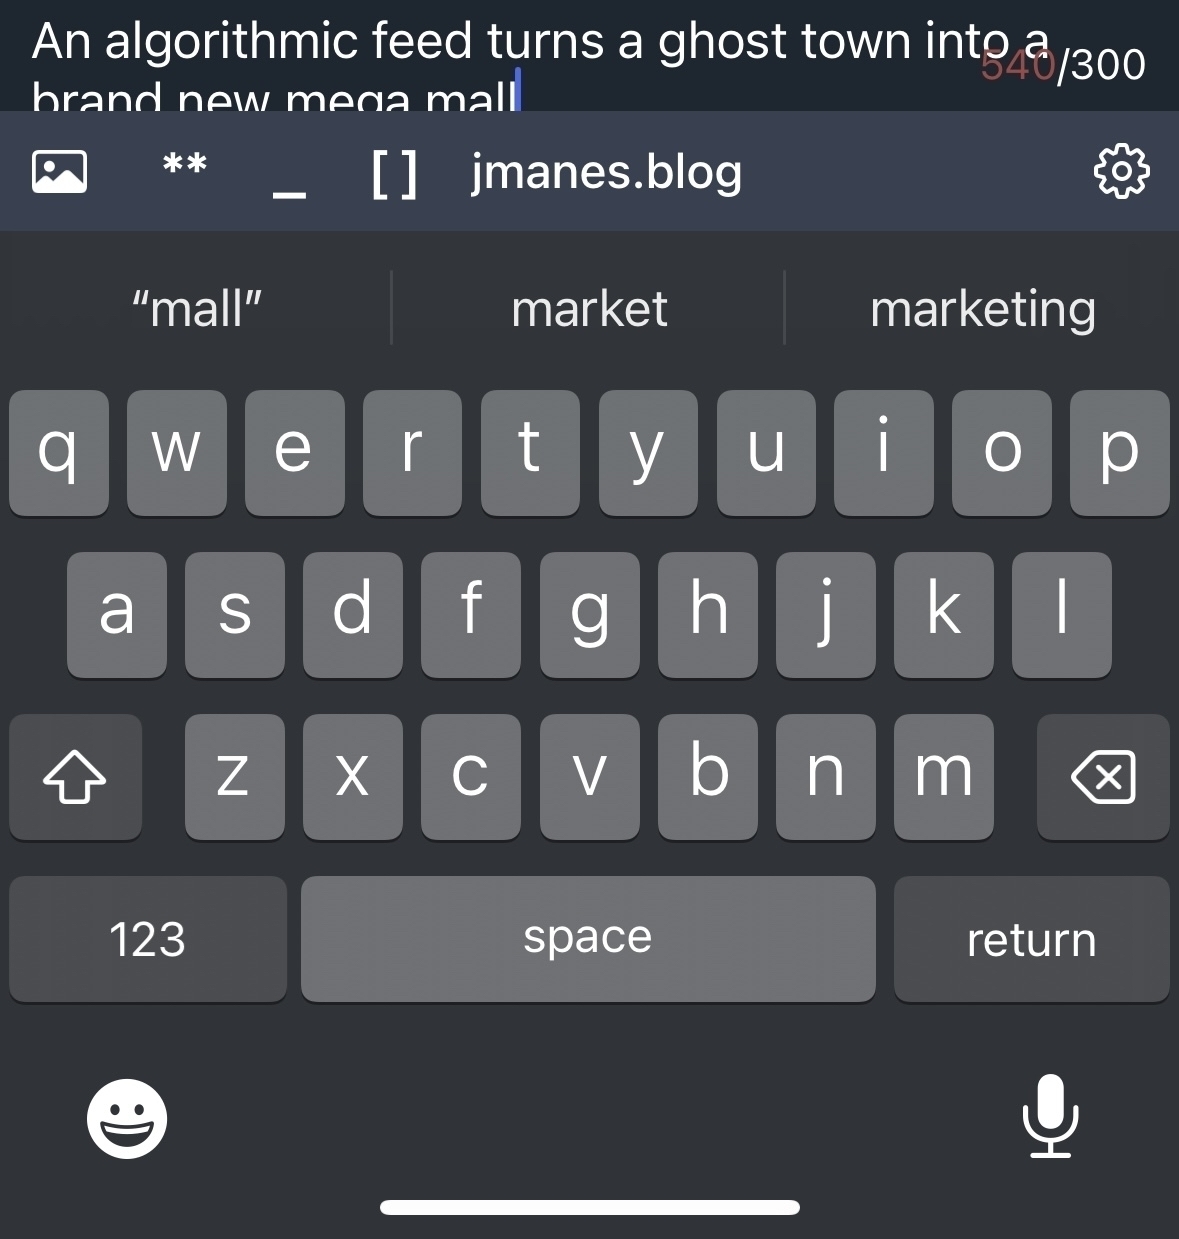 An algorithmic feed turns a ghost town into a
540/300
brand new mega mall
** _ [ ] jmanes.blog
“mall” market marketing
q w e r t y u i o p
a s d f g h j k l
z x c v b n m
123 space return